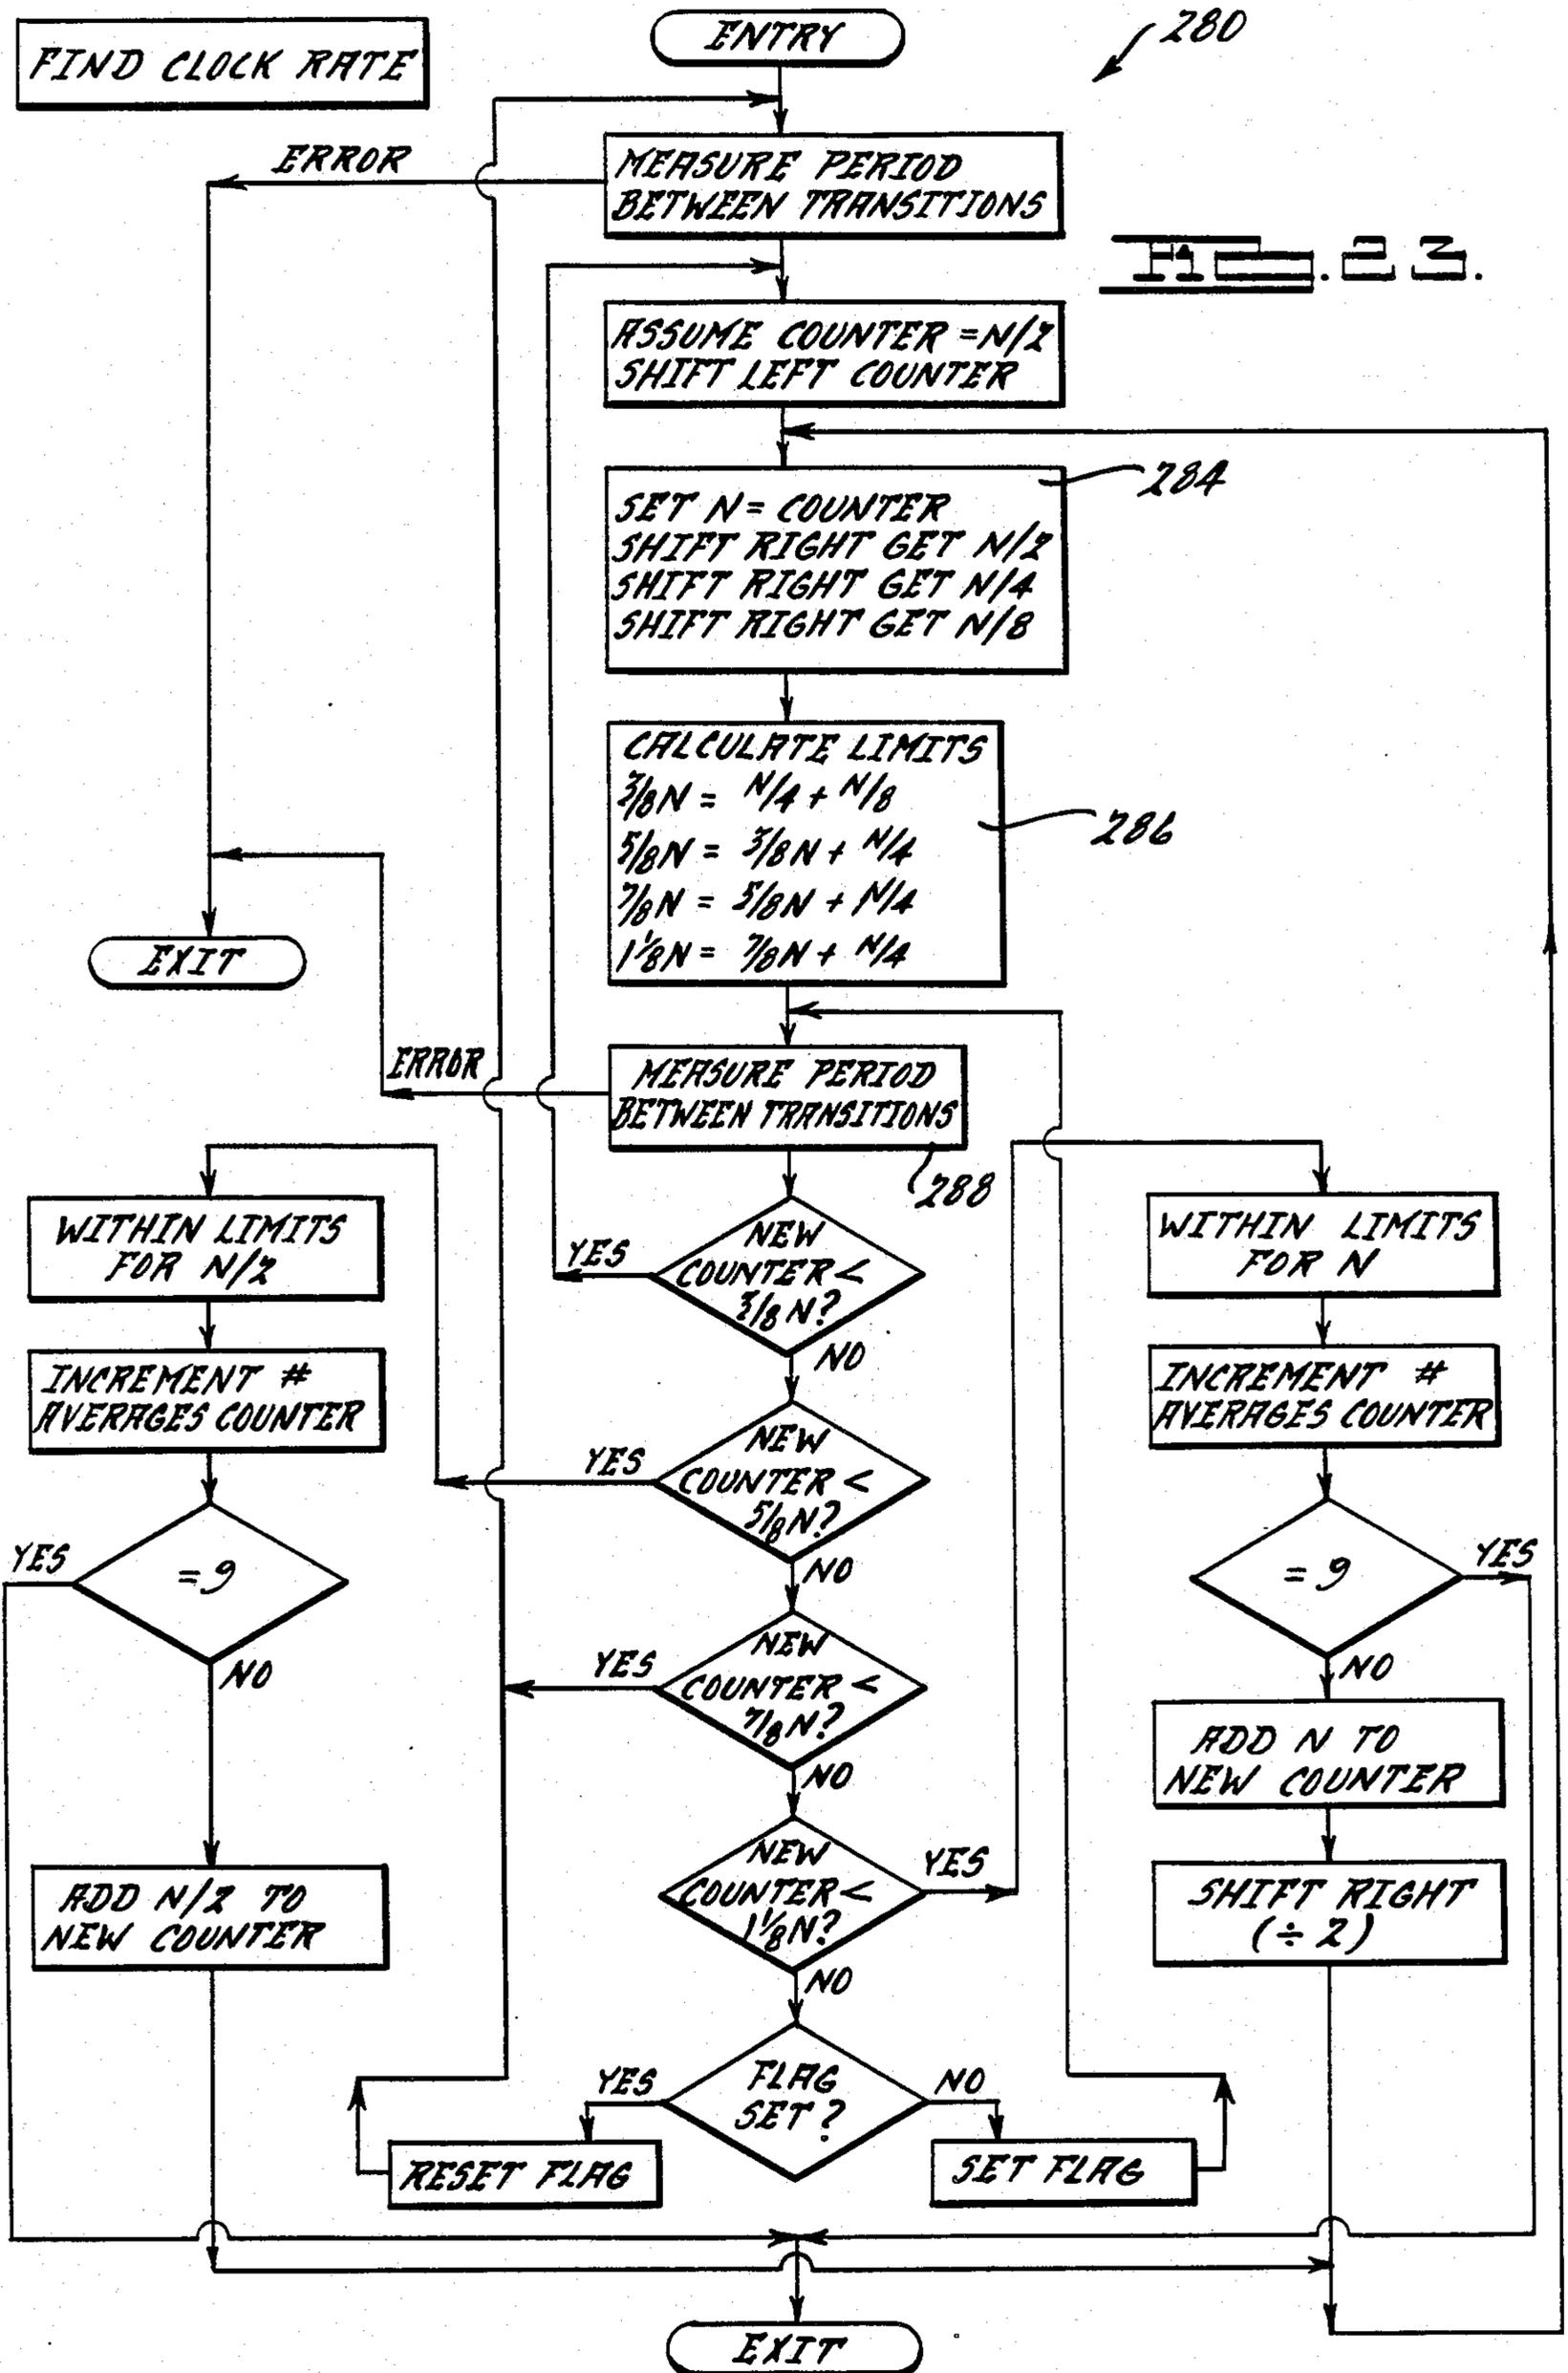 FIND CLOCK RATE
ENTRY
280
ERROR
MEASURE PERIOD
BETWEEN TRANSITIONS
FIG. 23.
ASSUME COUNTER = N/2
SHIFT LEFT COUNTER
284
SET N = COUNTER
SHIFT RIGHT GET N/2
SHIFT RIGHT GET N/4
SHIFT RIGHT GET N/8
CALCULATE LIMITS
3/8N = N/4 + N/8
5/8N = 3/8N + N/4
7/8N = 5/8N + N/4
1 1/8N = 7/8N + N/4
286
EXIT
ERROR
MEASURE PERIOD
BETWEEN TRANSITIONS
288
WITHIN LIMITS
FOR N/2
INCREMENT #
AVERAGES COUNTER
= 9
YES
NO
ADD N/2 TO
NEW COUNTER
NEW
COUNTER <
3/8 N?
YES
NO
NEW
COUNTER <
5/8 N?
YES
NO
NEW
COUNTER <
7/8 N?
YES
NO
NEW
COUNTER <
1 1/8 N?
YES
NO
FLAG
SET?
YES
NO
RESET FLAG
SET FLAG
WITHIN LIMITS
FOR N
INCREMENT #
AVERAGES COUNTER
= 9
YES
NO
ADD N TO
NEW COUNTER
SHIFT RIGHT
(÷ 2)
EXIT